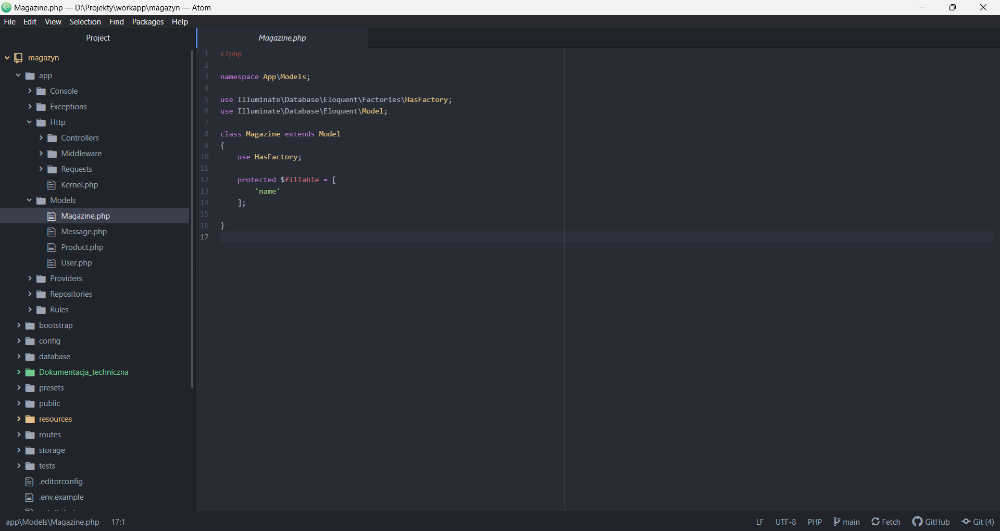 Magazine.php — D:\Projekty\workapp\magazyn — Atom
File Edit View Selection Find Packages Help
Project
magazyn
app
Console
Exceptions
Http
Controllers
Middleware
Requests
Kernel.php
Models
Magazine.php
Message.php
Product.php
User.php
Providers
Repositories
Rules
bootstrap
config
database
Dokumentacja_techniczna
presets
public
resources
routes
storage
tests
.editorconfig
.env.example
Magazine.php
1 <?php
2
3 namespace App\Models;
4
5 use Illuminate\Database\Eloquent\Factories\HasFactory;
6 use Illuminate\Database\Eloquent\Model;
7
8 class Magazine extends Model
9 {
10 use HasFactory;
11
12 protected $fillable = [
13 'name'
14 ];
15
16 }
17
app\Models\Magazine.php 17:1
LF UTF-8 PHP main Fetch GitHub Git (4)